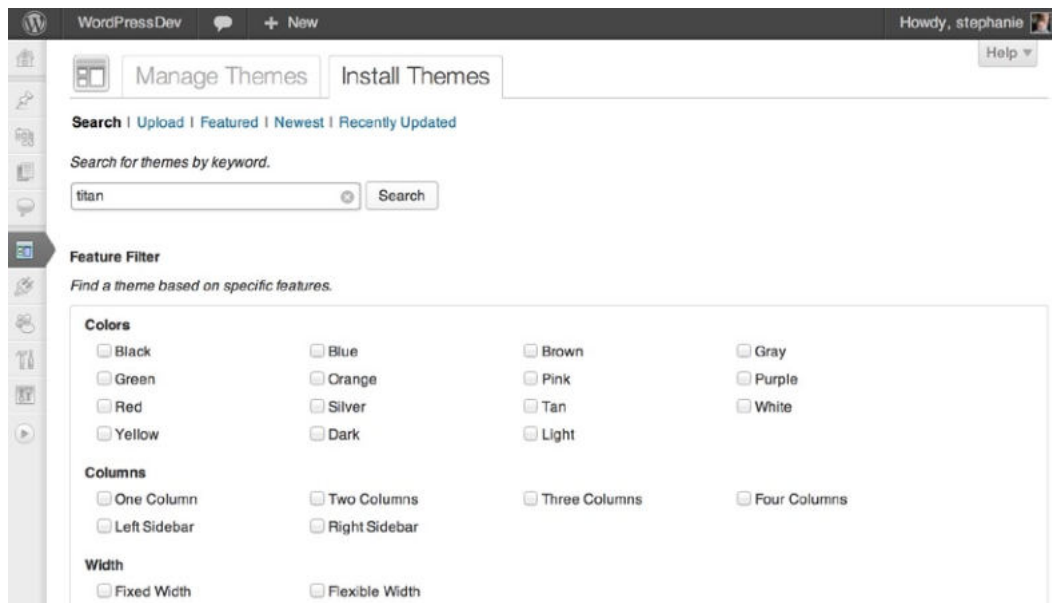 WordPressDev + New Howdy, stephanie
Help
Manage Themes Install Themes
Search | Upload | Featured | Newest | Recently Updated
Search for themes by keyword.
titan Search
Feature Filter
Find a theme based on specific features.
Colors
Black Blue Brown Gray
Green Orange Pink Purple
Red Silver Tan White
Yellow Dark Light
Columns
One Column Two Columns Three Columns Four Columns
Left Sidebar Right Sidebar
Width
Fixed Width Flexible Width